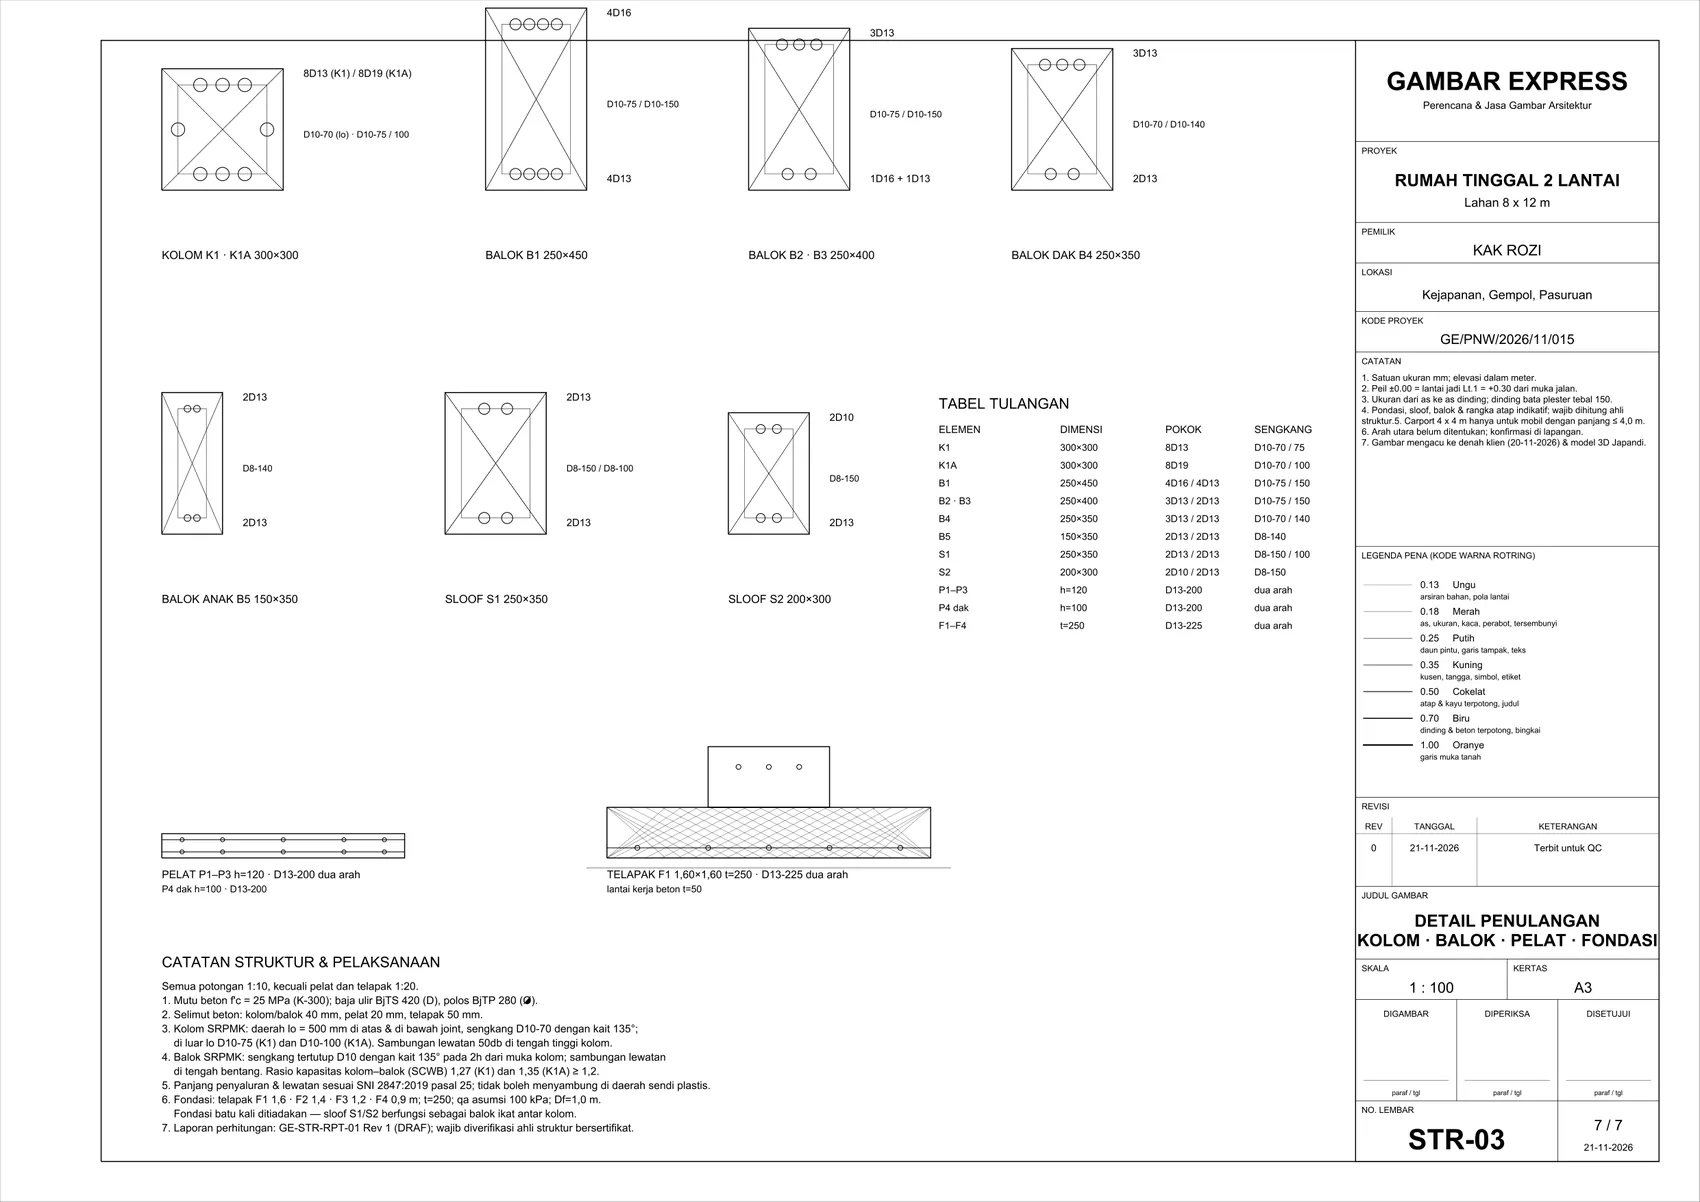 4D16
3D13
3D13
8D13 (K1) / 8D19 (K1A)
D10-75 / D10-150
D10-75 / D10-150
D10-70 / D10-140
D10-70 (lo) · D10-75 / 100
4D13
1D16 + 1D13
2D13
KOLOM K1 · K1A 300×300
BALOK B1 250×450
BALOK B2 · B3 250×400
BALOK DAK B4 250×350
2D13
2D13
2D10
D8-140
D8-150 / D8-100
D8-150
2D13
2D13
2D13
BALOK ANAK B5 150×350
SLOOF S1 250×350
SLOOF S2 200×300
TABEL TULANGAN
ELEMEN DIMENSI POKOK SENGKANG
K1 300×300 8D13 D10-70 / 75
K1A 300×300 8D19 D10-70 / 100
B1 250×450 4D16 / 4D13 D10-75 / 150
B2 · B3 250×400 3D13 / 2D13 D10-75 / 150
B4 250×350 3D13 / 2D13 D10-70 / 140
B5 150×350 2D13 / 2D13 D8-140
S1 250×350 2D13 / 2D13 D8-150 / 100
S2 200×300 2D10 / 2D13 D8-150
P1–P3 h=120 D13-200 dua arah
P4 dak h=100 D13-200 dua arah
F1–F4 t=250 D13-225 dua arah
PELAT P1–P3 h=120 · D13-200 dua arah
P4 dak h=100 · D13-200
TELAPAK F1 1,60×1,60 t=250 · D13-225 dua arah
lantai kerja beton t=50
CATATAN STRUKTUR & PELAKSANAAN
Semua potongan 1:10, kecuali pelat dan telapak 1:20.
1. Mutu beton f'c = 25 MPa (K-300); baja ulir BjTS 420 (D), polos BjTP 280 (Ø).
2. Selimut beton: kolom/balok 40 mm, pelat 20 mm, telapak 50 mm.
3. Kolom SRPMK: daerah lo = 500 mm di atas & di bawah joint, sengkang D10-70 dengan kait 135°;
di luar lo D10-75 (K1) dan D10-100 (K1A). Sambungan lewatan 50db di tengah tinggi kolom.
4. Balok SRPMK: sengkang tertutup D10 dengan kait 135° pada 2h dari muka kolom; sambungan lewatan
di tengah bentang. Rasio kapasitas kolom–balok (SCWB) 1,27 (K1) dan 1,35 (K1A) ≥ 1,2.
5. Panjang penyaluran & lewatan sesuai SNI 2847:2019 pasal 25; tidak boleh menyambung di daerah sendi plastis.
6. Fondasi: telapak F1 1,6 · F2 1,4 · F3 1,2 · F4 0,9 m; t=250; qa asumsi 100 kPa; Df=1,0 m.
Fondasi batu kali ditiadakan — sloof S1/S2 berfungsi sebagai balok ikat antar kolom.
7. Laporan perhitungan: GE-STR-RPT-01 Rev 1 (DRAF); wajib diverifikasi ahli struktur bersertifikat.
GAMBAR EXPRESS
Perencana & Jasa Gambar Arsitektur
PROYEK
RUMAH TINGGAL 2 LANTAI
Lahan 8 x 12 m
PEMILIK
KAK ROZI
LOKASI
Kejapanan, Gempol, Pasuruan
KODE PROYEK
GE/PNW/2026/11/015
CATATAN
1. Satuan ukuran mm; elevasi dalam meter.
2. Peil ±0.00 = lantai jadi Lt.1 = +0.30 dari muka jalan.
3. Ukuran dari as ke as dinding; dinding bata plester tebal 150.
4. Pondasi, sloof, balok & rangka atap indikatif; wajib dihitung ahli
struktur.5. Carport 4 x 4 m hanya untuk mobil dengan panjang ≤ 4,0 m.
6. Arah utara belum ditentukan; konfirmasi di lapangan.
7. Gambar mengacu ke denah klien (20-11-2026) & model 3D Japandi.
LEGENDA PENA (KODE WARNA ROTRING)
0.13 Ungu
arsiran bahan, pola lantai
0.18 Merah
as, ukuran, kaca, perabot, tersembunyi
0.25 Putih
daun pintu, garis tampak, teks
0.35 Kuning
kusen, tangga, simbol, etiket
0.50 Cokelat
atap & kayu terpotong, judul
0.70 Biru
dinding & beton terpotong, bingkai
1.00 Oranye
garis muka tanah
REVISI
REV TANGGAL KETERANGAN
0 21-11-2026 Terbit untuk QC
JUDUL GAMBAR
DETAIL PENULANGAN
KOLOM · BALOK · PELAT · FONDASI
SKALA KERTAS
1 : 100 A3
DIGAMBAR DIPERIKSA DISETUJUI
paraf / tgl paraf / tgl paraf / tgl
NO. LEMBAR
STR-03
7 / 7
21-11-2026